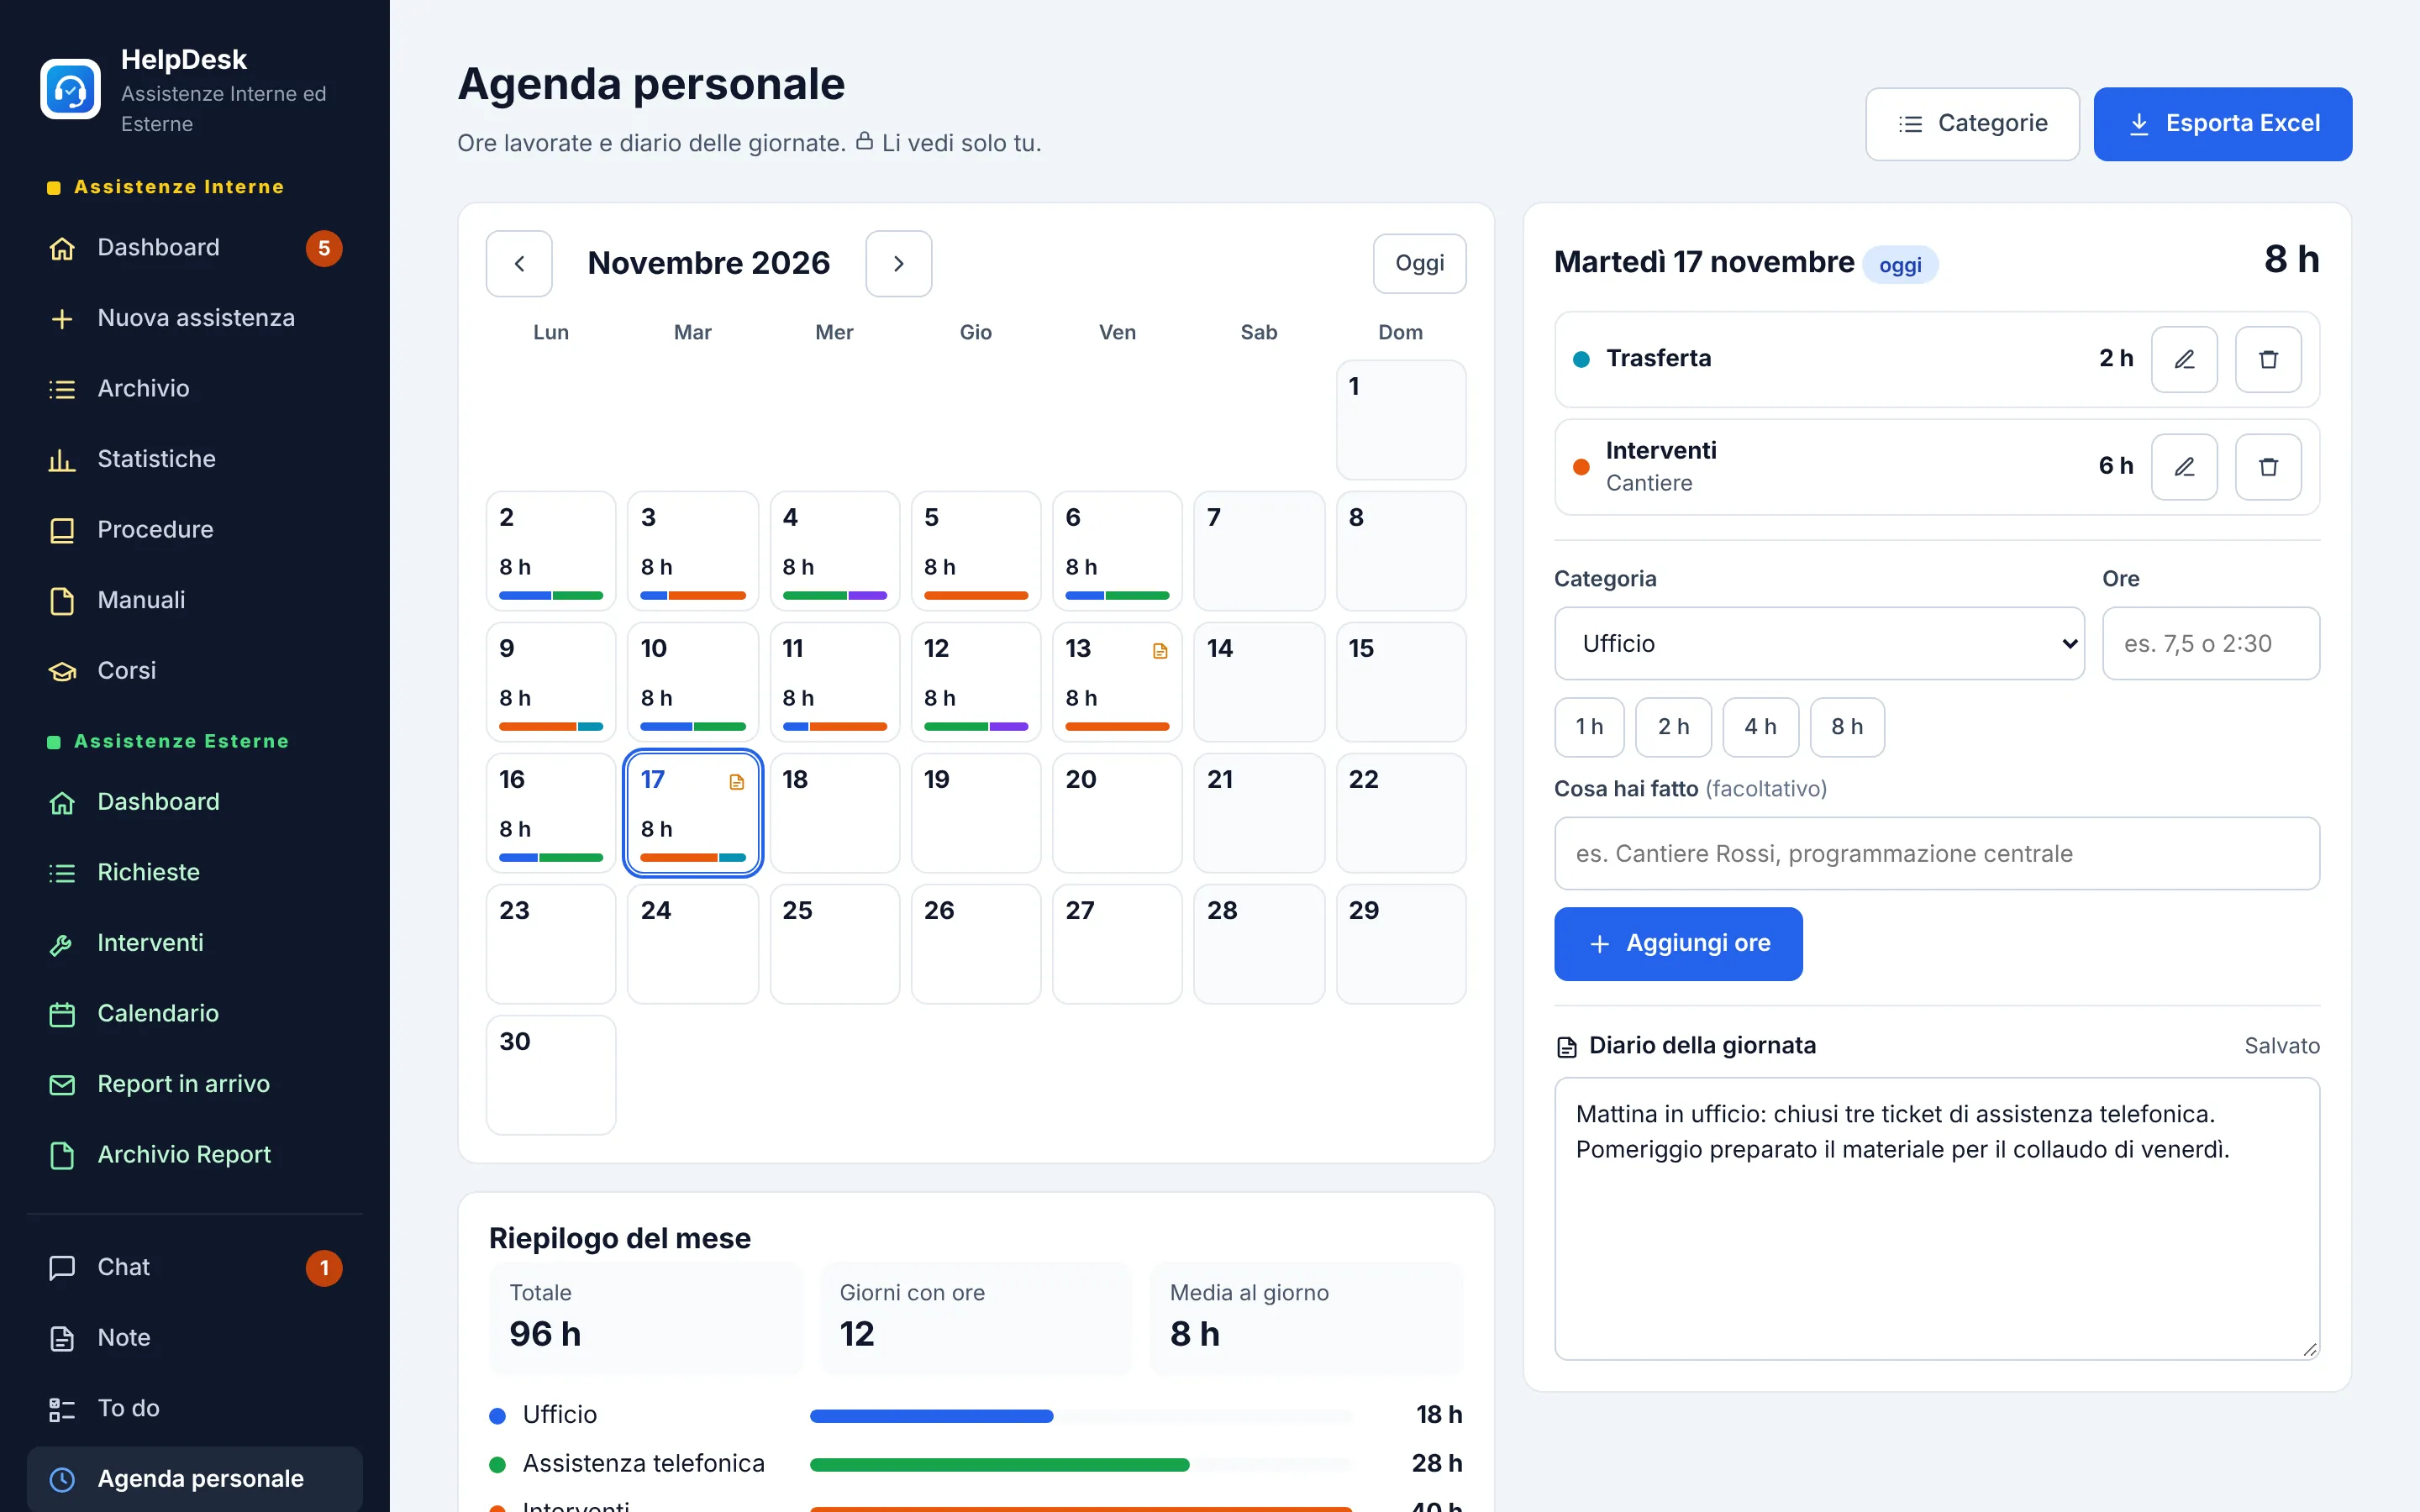 HelpDesk
Assistenze Interne ed
Esterne
Assistenze Interne
Dashboard 5
Nuova assistenza
Archivio
Statistiche
Procedure
Manuali
Corsi
Assistenze Esterne
Dashboard
Richieste
Interventi
Calendario
Report in arrivo
Archivio Report
Chat 1
Note
To do
Agenda personale
Agenda personale
Ore lavorate e diario delle giornate. Li vedi solo tu.
Categorie
Esporta Excel
Novembre 2026
Oggi
Lun Mar Mer Gio Ven Sab Dom
1
2 3 4 5 6 7 8
8 h 8 h 8 h 8 h 8 h
9 10 11 12 13 14 15
8 h 8 h 8 h 8 h 8 h
16 17 18 19 20 21 22
8 h 8 h
23 24 25 26 27 28 29
30
Riepilogo del mese
Totale Giorni con ore Media al giorno
96 h 12 8 h
Ufficio 18 h
Assistenza telefonica 28 h
Interventi 40 h
Martedì 17 novembre oggi 8 h
Trasferta 2 h
Interventi 6 h
Cantiere
Categoria Ore
Ufficio es. 7,5 o 2:30
1 h 2 h 4 h 8 h
Cosa hai fatto (facoltativo)
es. Cantiere Rossi, programmazione centrale
Aggiungi ore
Diario della giornata Salvato
Mattina in ufficio: chiusi tre ticket di assistenza telefonica.
Pomeriggio preparato il materiale per il collaudo di venerdì.